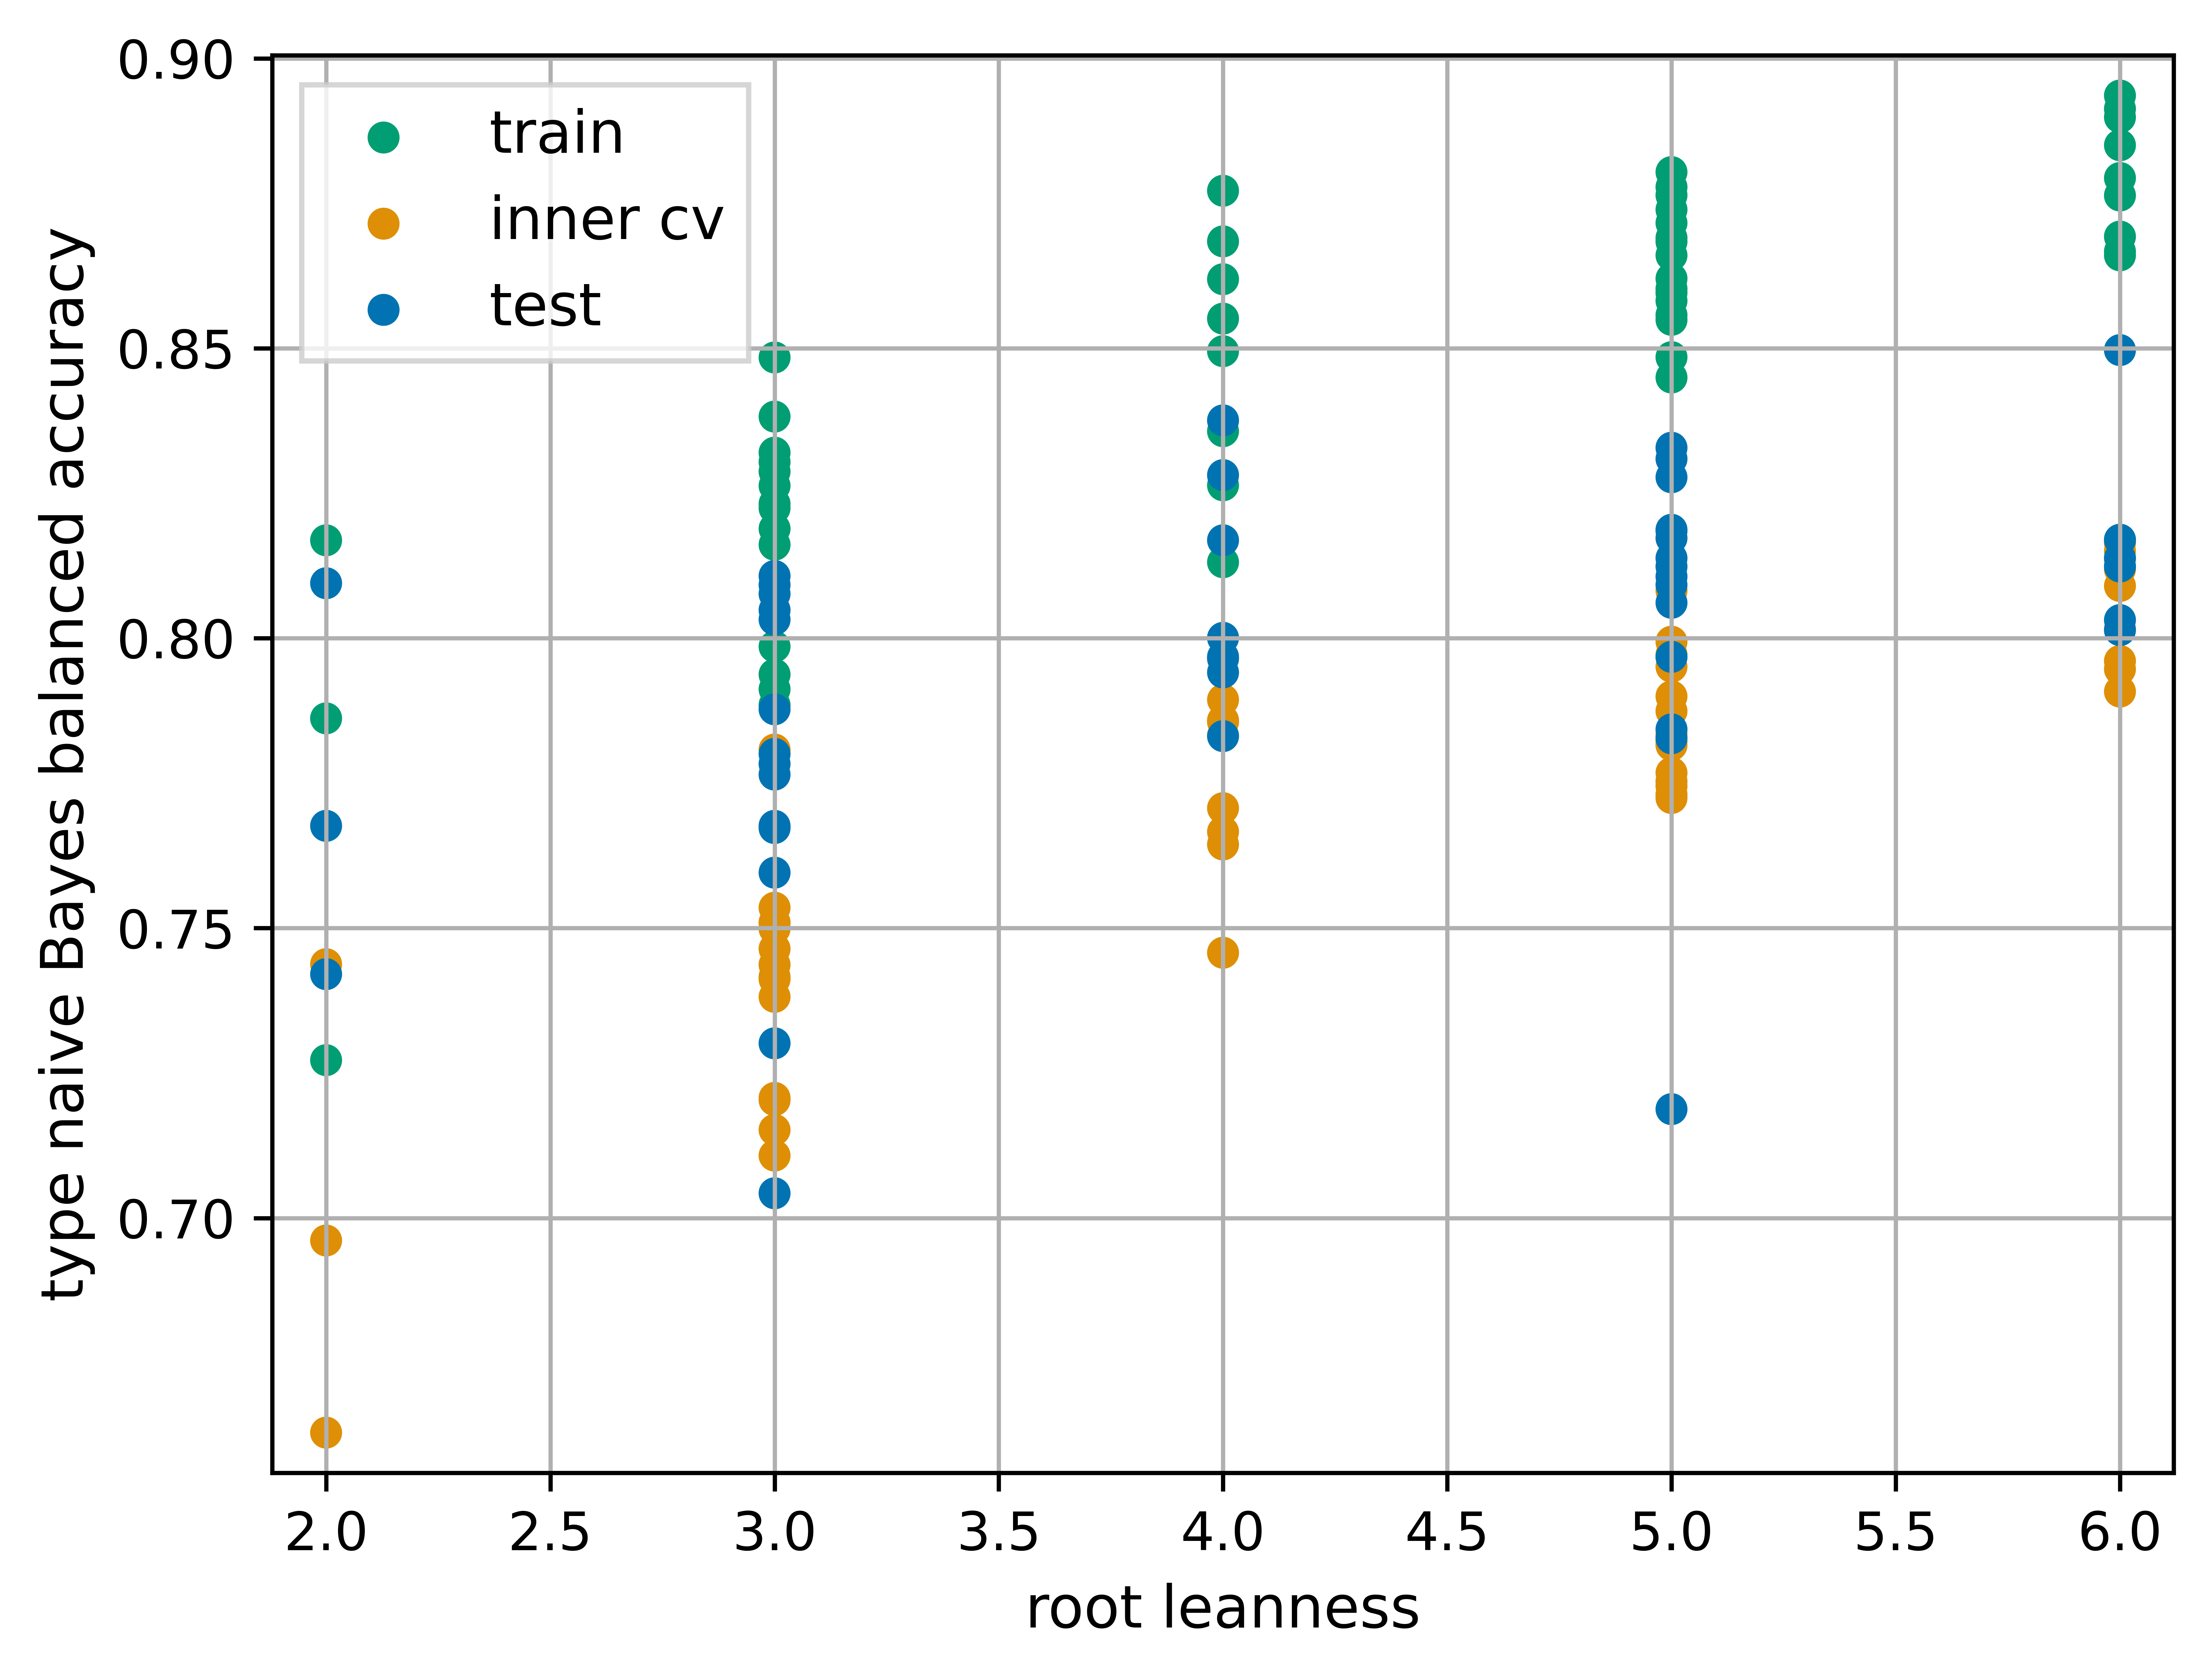 0.90
0.85
0.80
0.75
0.70
type naive Bayes balanced accuracy
train
inner cv
test
2.0 2.5 3.0 3.5 4.0 4.5 5.0 5.5 6.0
root leanness